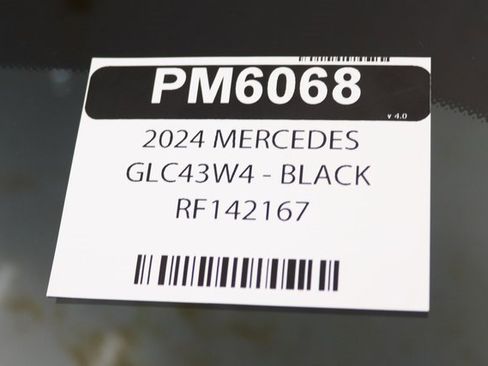 PM6068
v 4.0
2024 MERCEDES
GLC43W4 - BLACK
RF142167